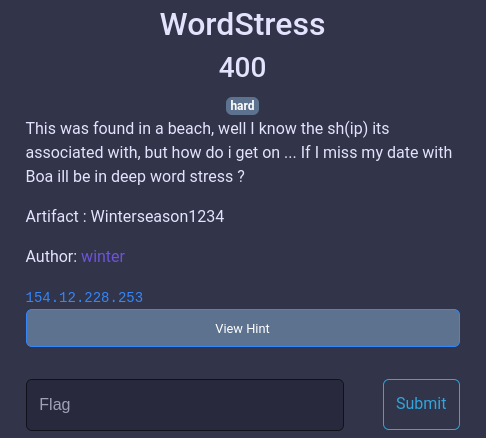 WordStress
400
hard
This was found in a beach, well I know the sh(ip) its
associated with, but how do i get on ... If I miss my date with
Boa ill be in deep word stress ?
Artifact : Winterseason1234
Author: winter
154.12.228.253
View Hint
Flag
Submit